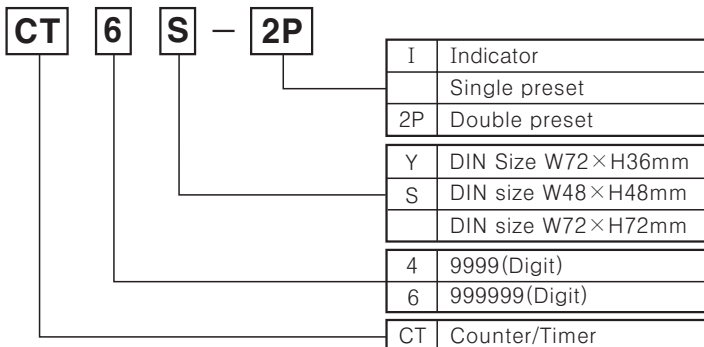 CT 6 S - 2P
I Indicator
Single preset
2P Double preset
Y DIN Size W72×H36mm
S DIN size W48×H48mm
DIN size W72×H72mm
4 9999(Digit)
6 999999(Digit)
CT Counter/Timer